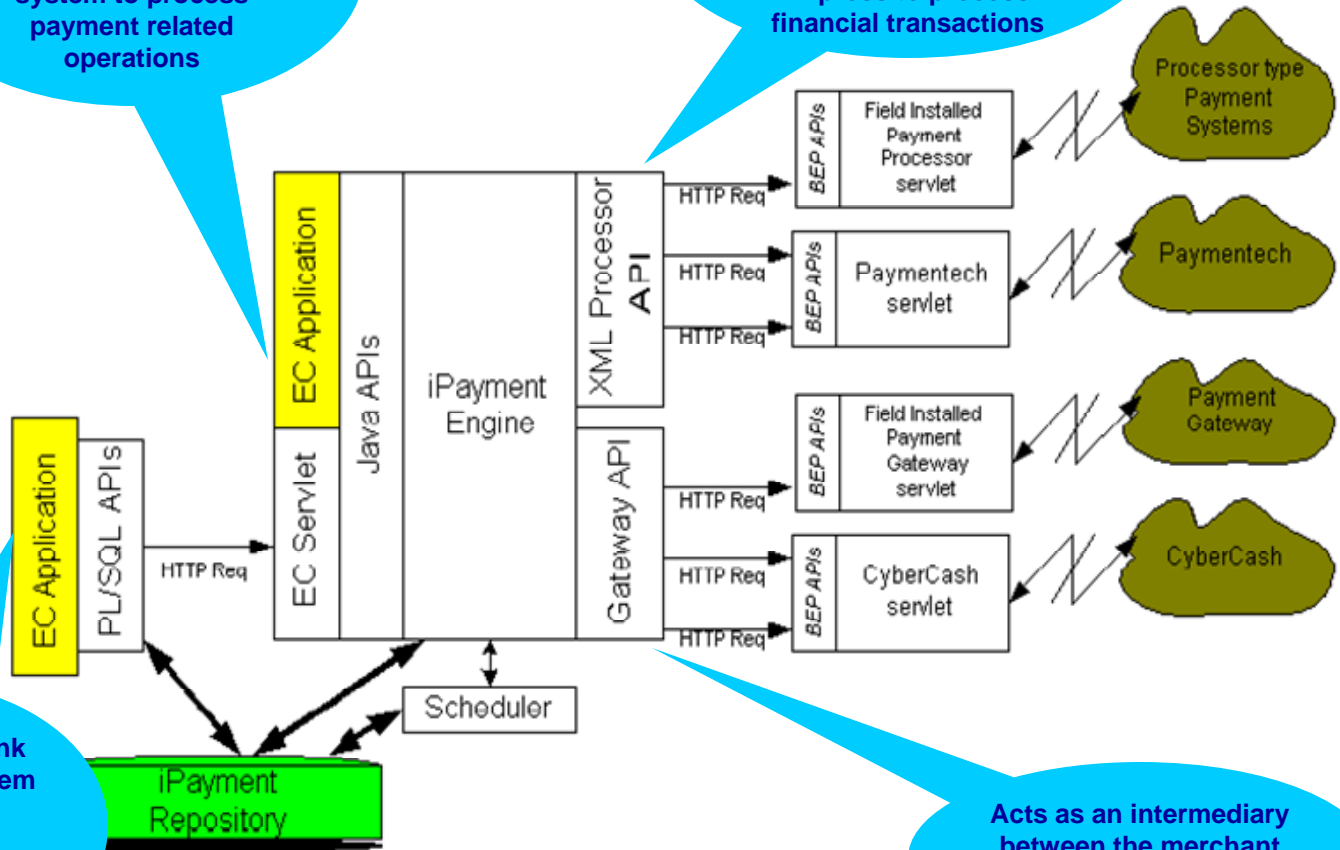 system to process
payment related
operations
financial transactions
Processor type
Payment
Systems
BEP APIs
Field Installed
Payment
Processor
servlet
HTTP Req
EC Application
Java APIs
iPayment
Engine
XML Processor
API
HTTP Req
HTTP Req
BEP APIs
Paymentech
servlet
Paymentech
EC Servlet
Gateway API
BEP APIs
Field Installed
Payment
Gateway
servlet
Payment
Gateway
HTTP Req
EC Application
PL/SQL APIs
HTTP Req
HTTP Req
HTTP Req
BEP APIs
CyberCash
servlet
CyberCash
Scheduler
iPayment
Repository
Acts as an intermediary
between the merchant